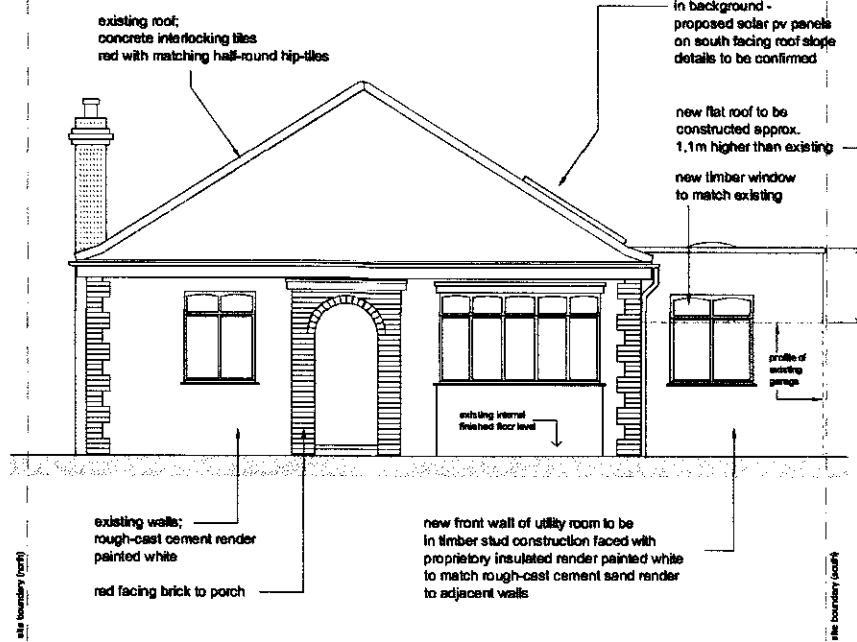 existing roof;
concrete interlocking tiles
red with matching half-round hip-tiles
in background -
proposed solar pv panels
on south facing roof slope
details to be confirmed
new flat roof to be
constructed approx.
1,1m higher than existing
new timber window
to match existing
profile of
existing
garage
existing internal
finished floor level
existing walls;
rough-cast cement render
painted white
red facing brick to porch
new front wall of utility room to be
in timber stud construction faced with
proprietory insulated render painted white
to match rough-cast cement sand render
to adjacent walls
site boundary (north)
site boundary (south)